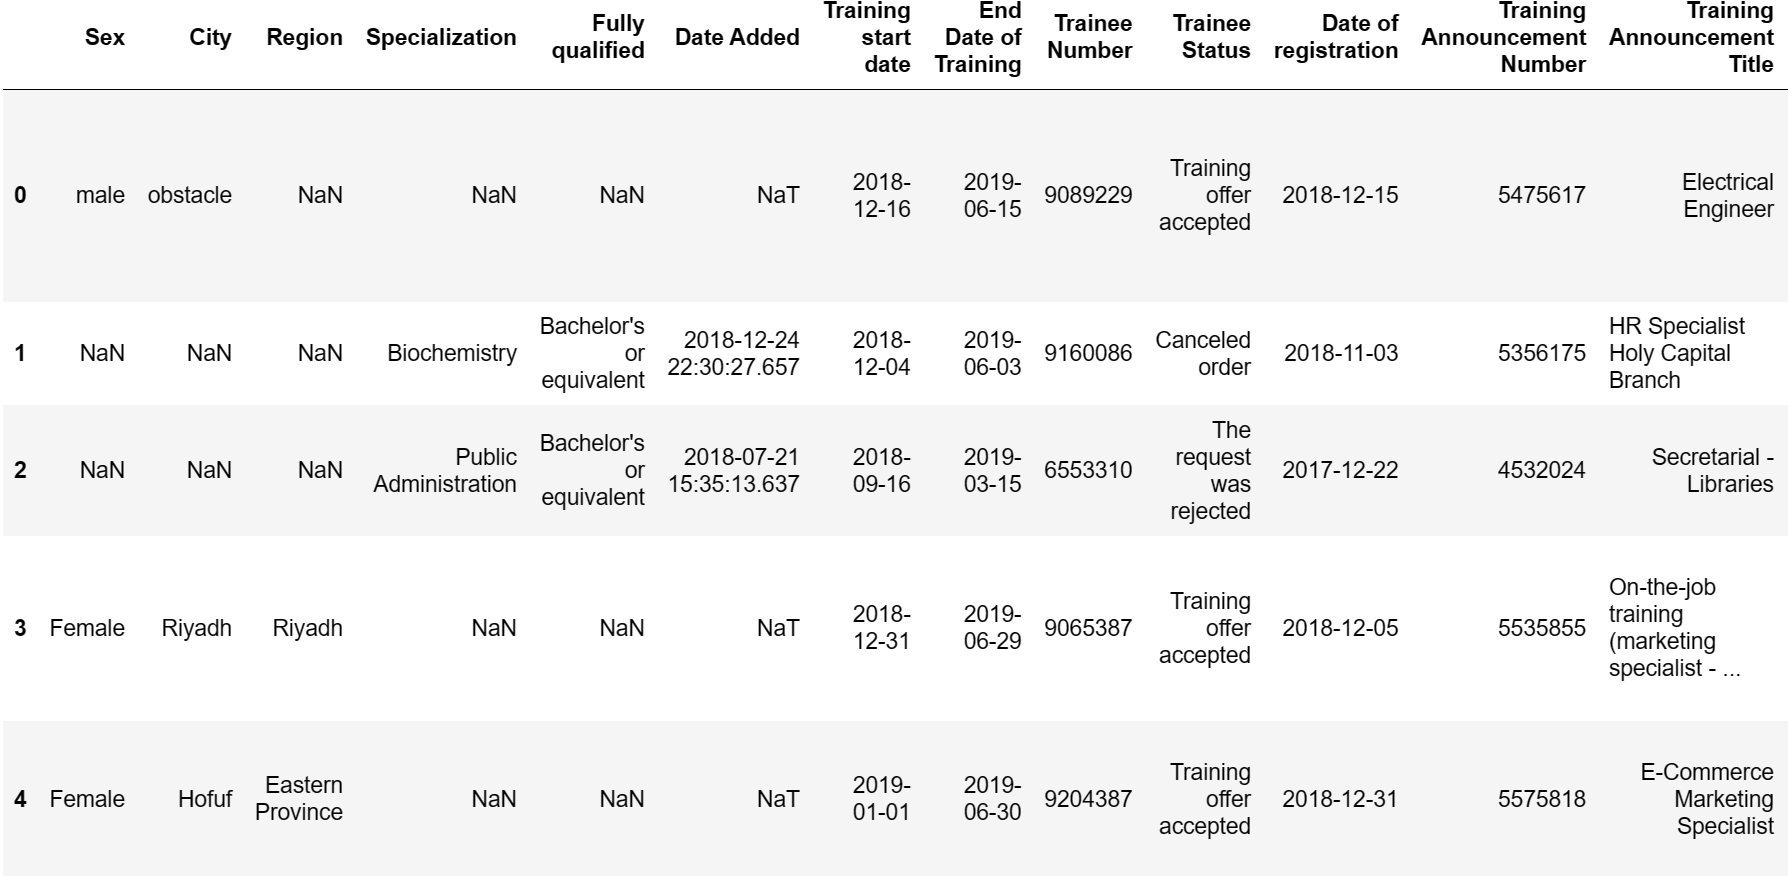 Sex City Region Specialization Fully qualified Date Added Training start date End Date of Training Trainee Number Trainee Status Date of registration Training Announcement Number Training Announcement Title
0 male obstacle NaN NaN NaN NaT 2018-12-16 2019-06-15 9089229 Training offer accepted 2018-12-15 5475617 Electrical Engineer
1 NaN NaN NaN Biochemistry Bachelor's or equivalent 2018-12-24 22:30:27.657 2018-12-04 2019-06-03 9160086 Canceled order 2018-11-03 5356175 HR Specialist Holy Capital Branch
2 NaN NaN NaN Public Administration Bachelor's or equivalent 2018-07-21 15:35:13.637 2018-09-16 2019-03-15 6553310 The request was rejected 2017-12-22 4532024 Secretarial - Libraries
3 Female Riyadh Riyadh NaN NaN NaT 2018-12-31 2019-06-29 9065387 Training offer accepted 2018-12-05 5535855 On-the-job training (marketing specialist - ...
4 Female Hofuf Eastern Province NaN NaN NaT 2019-01-01 2019-06-30 9204387 Training offer accepted 2018-12-31 5575818 E-Commerce Marketing Specialist